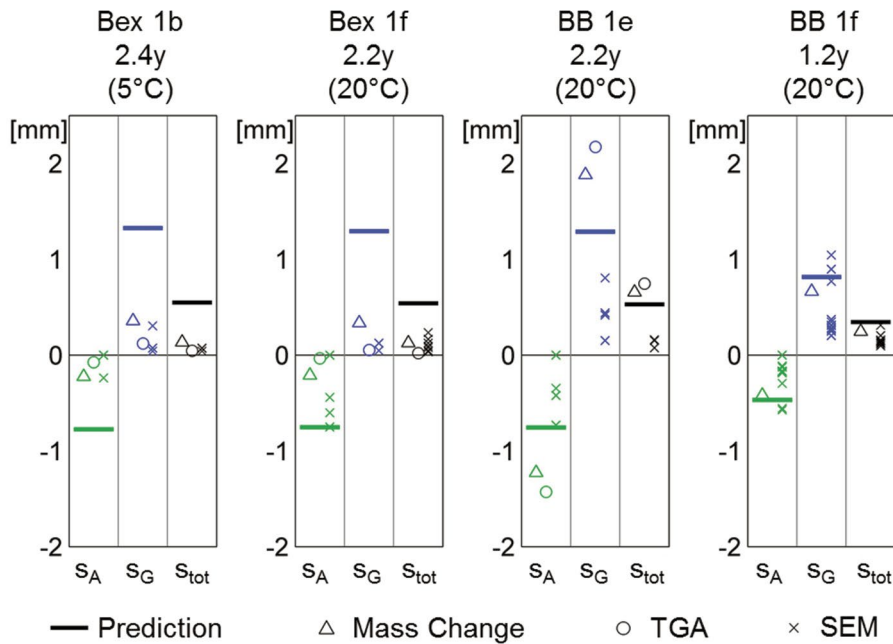 Bex 1b Bex 1f BB 1e BB 1f
2.4y 2.2y 2.2y 1.2y
(5°C) (20°C) (20°C) (20°C)
[mm] [mm] [mm] [mm]
2 2 2 2
1 1 1 1
0 0 0 0
-1 -1 -1 -1
-2 -2 -2 -2
sA sG stot sA sG stot sA sG stot sA sG stot
Prediction Mass Change TGA SEM